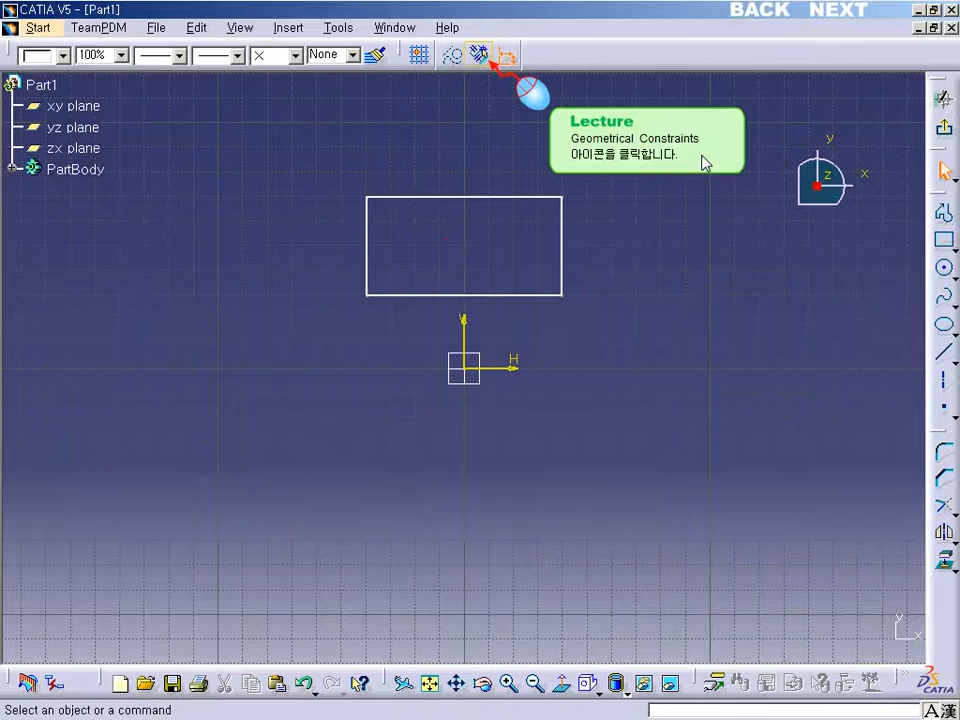 CATIA V5 - [Part1]
BACK NEXT
Start TeamPDM File Edit View Insert Tools Window Help
100% None
Part1
xy plane
yz plane
zx plane
PartBody
Lecture
Geometrical Constraints
아이콘을 클릭합니다.
y
z
x
V
H
y
x
CATIA
Select an object or a command
A漢